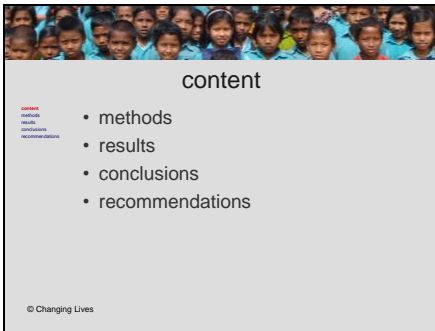 content
content
methods
results
conclusions
recommendations
• methods
• results
• conclusions
• recommendations
© Changing Lives